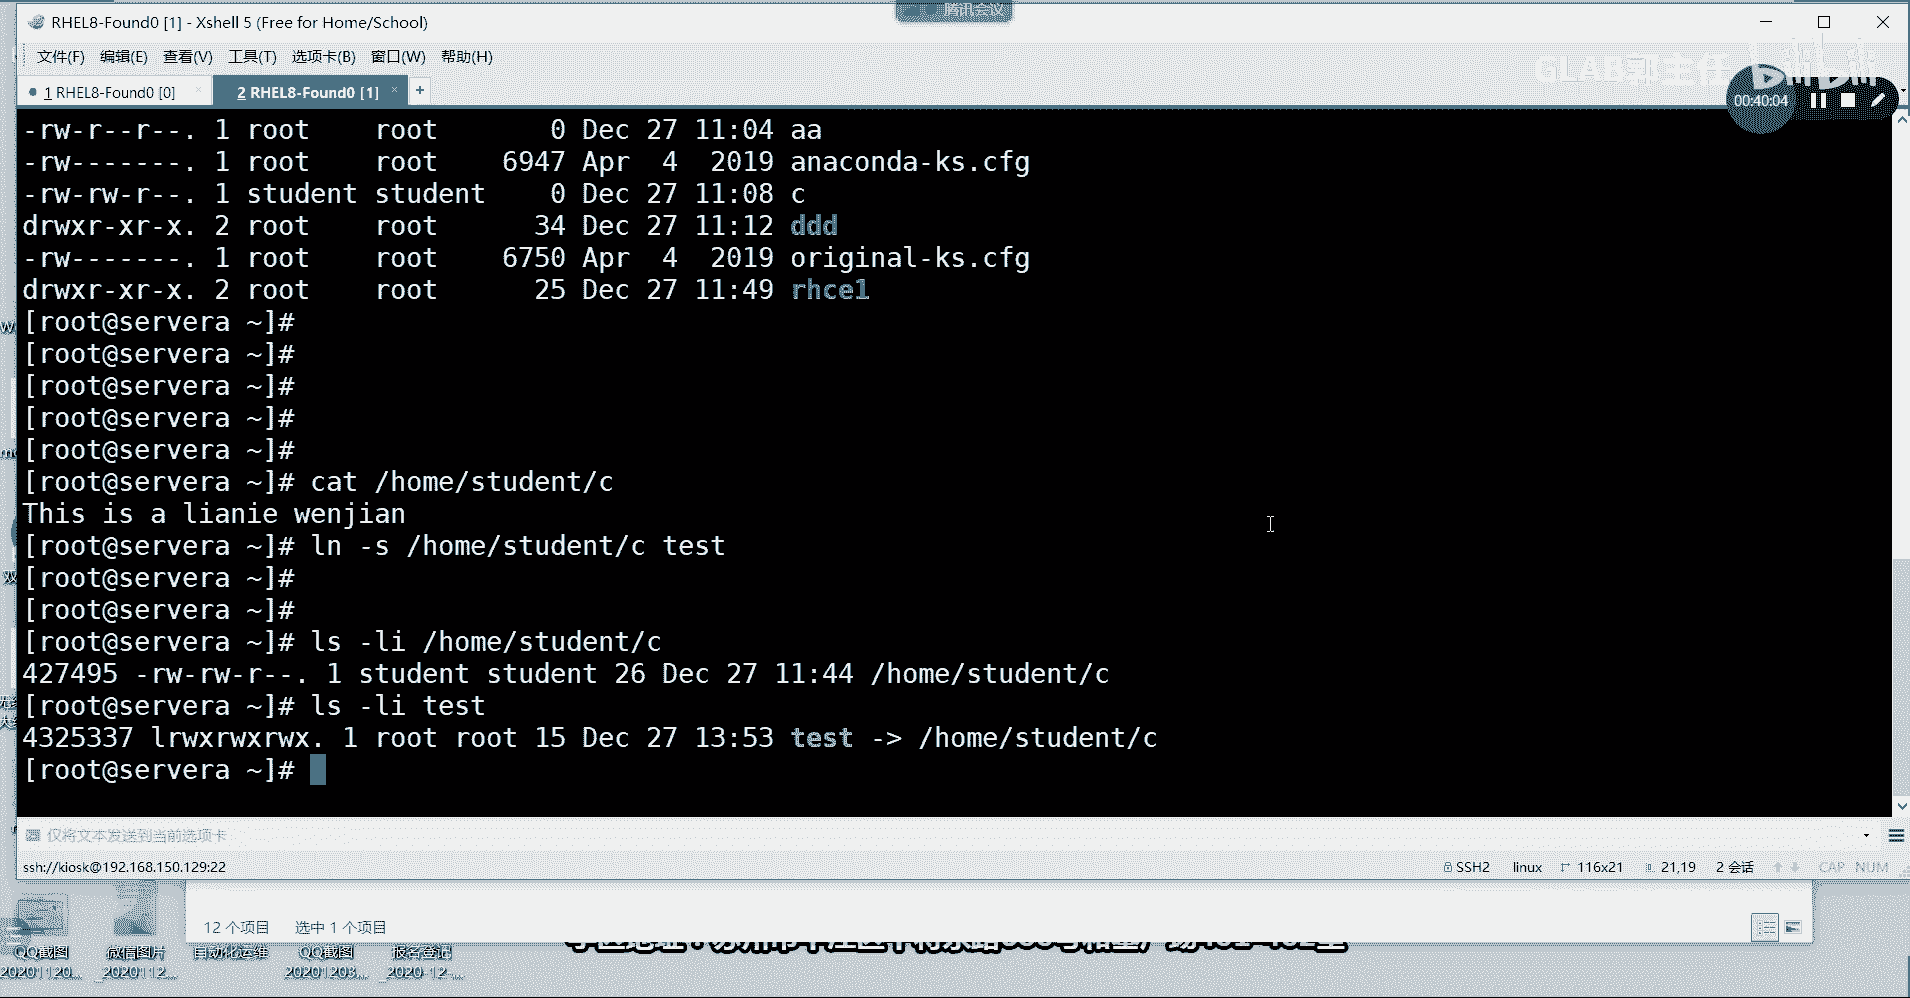 RHEL8-Found0 [1] - Xshell 5 (Free for Home/School)
腾讯会议
文件(F) 编辑(E) 查看(V) 工具(T) 选项卡(B) 窗口(W) 帮助(H)
GLAB郭主任 bilibili
1 RHEL8-Found0 [0] × 2 RHEL8-Found0 [1] × +
00:40:04
-rw-r--r--. 1 root    root       0 Dec 27 11:04 aa
-rw-------. 1 root    root    6947 Apr  4  2019 anaconda-ks.cfg
-rw-rw-r--. 1 student student    0 Dec 27 11:08 c
drwxr-xr-x. 2 root    root      34 Dec 27 11:12 ddd
-rw-------. 1 root    root    6750 Apr  4  2019 original-ks.cfg
drwxr-xr-x. 2 root    root      25 Dec 27 11:49 rhce1
[root@servera ~]#
[root@servera ~]#
[root@servera ~]#
[root@servera ~]#
[root@servera ~]#
[root@servera ~]# cat /home/student/c
This is a lianie wenjian
[root@servera ~]# ln -s /home/student/c test
[root@servera ~]#
[root@servera ~]#
[root@servera ~]# ls -li /home/student/c
427495 -rw-rw-r--. 1 student student 26 Dec 27 11:44 /home/student/c
[root@servera ~]# ls -li test
4325337 lrwxrwxrwx. 1 root root 15 Dec 27 13:53 test -> /home/student/c
[root@servera ~]#
仅将文本发送到当前选项卡
ssh://kiosk@192.168.150.129:22 SSH2 linux 116x21 21,19 2 会话 CAP NUM
12 个项目 选中 1 个项目
QQ截图 微信图片 自动化运维 QQ截图 报名登记
20201120... _2020112... 20201203... _2020-12-...